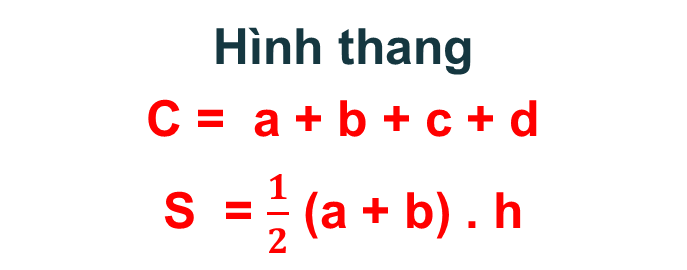 Hình thang
C = a + b + c + d
S = 1/2 (a + b) . h